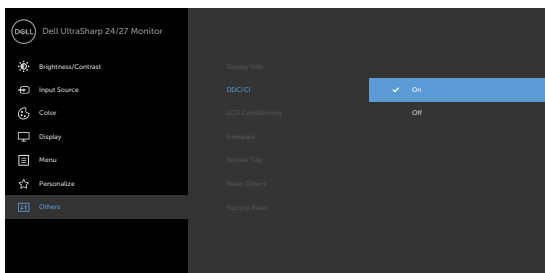 DELL Dell UltraSharp 24/27 Monitor
Brightness/Contrast
Display Info
Input Source
DDC/CI
On
Color
LCD Conditioning
Off
Display
Firmware
Menu
Service Tag
Personalize
Reset Others
Others
Factory Reset